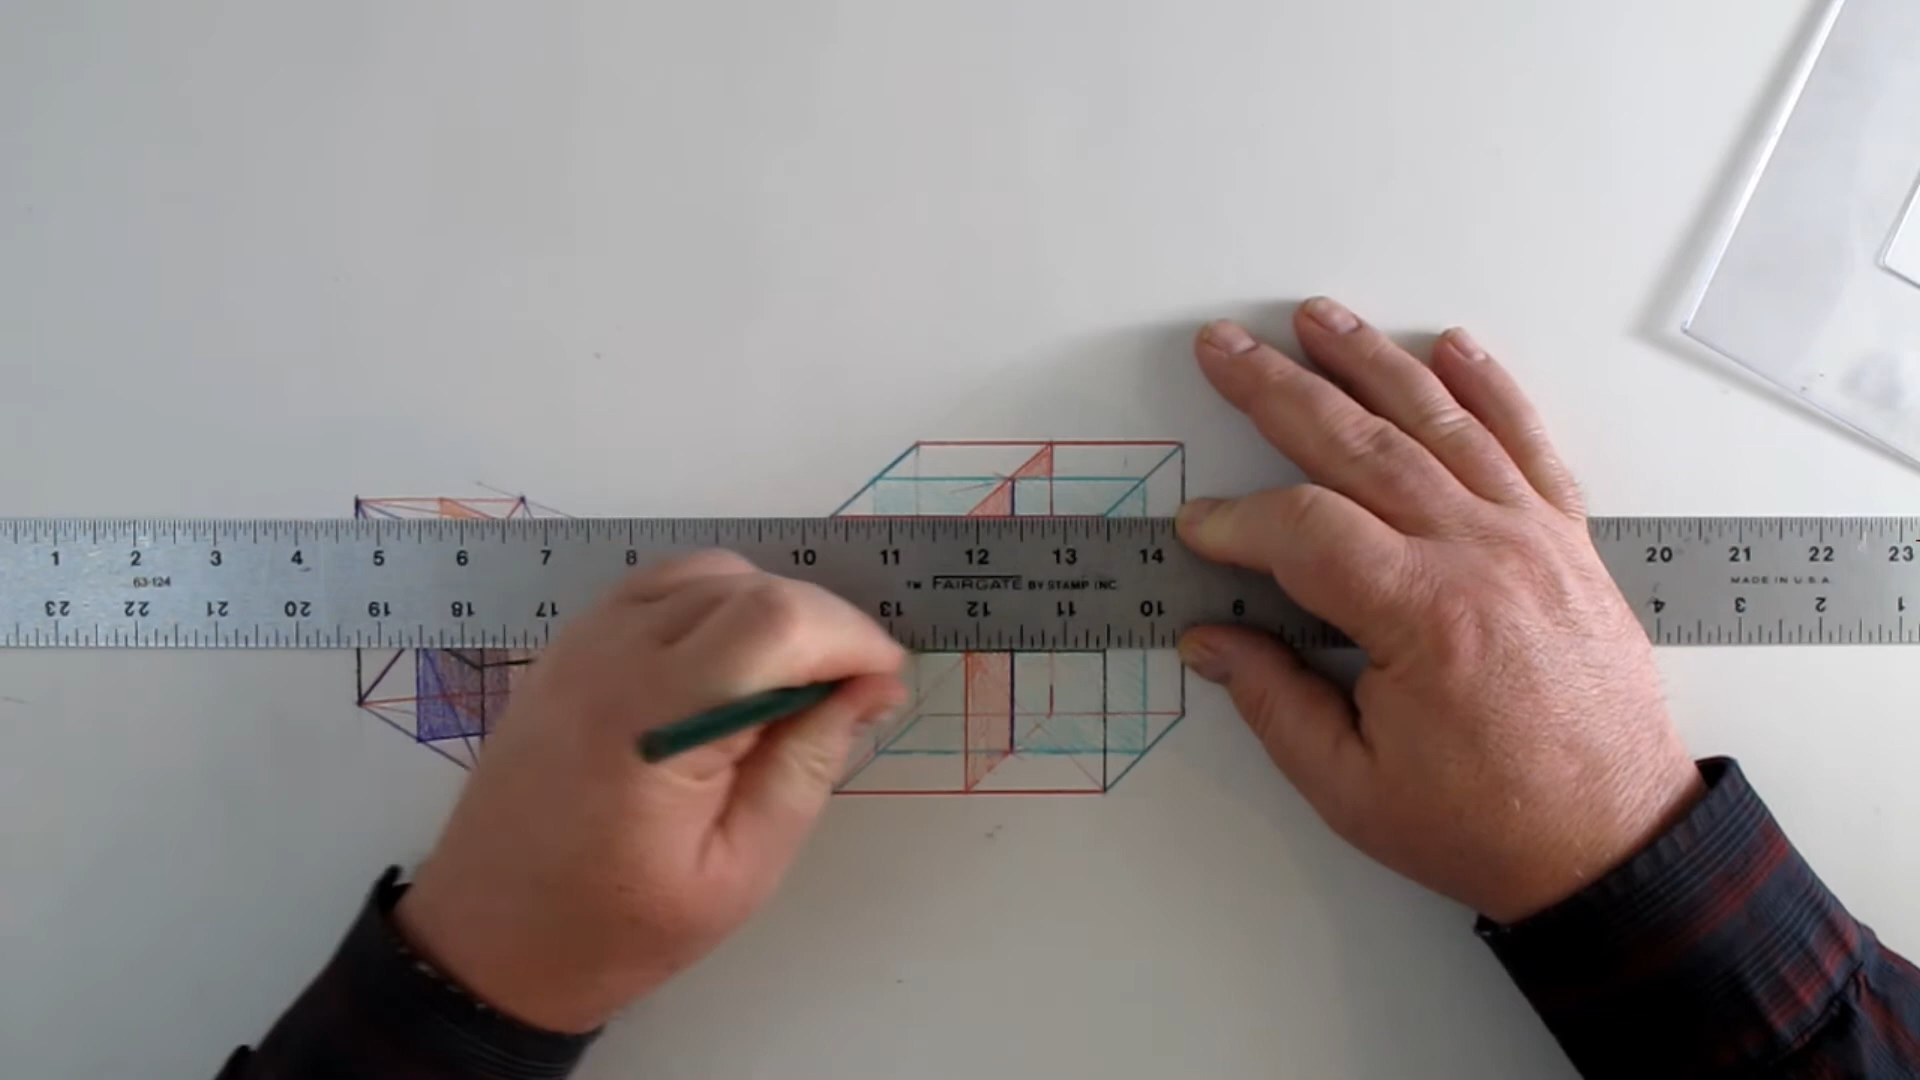 1 2 3 4 5 6 7 8 10 11 12 13 14 20 21 22 23
63-124 TM FAIRGATE BY STAMP INC. MADE IN U.S.A.
23 22 21 20 19 18 17 13 12 11 10 9 4 3 2 1